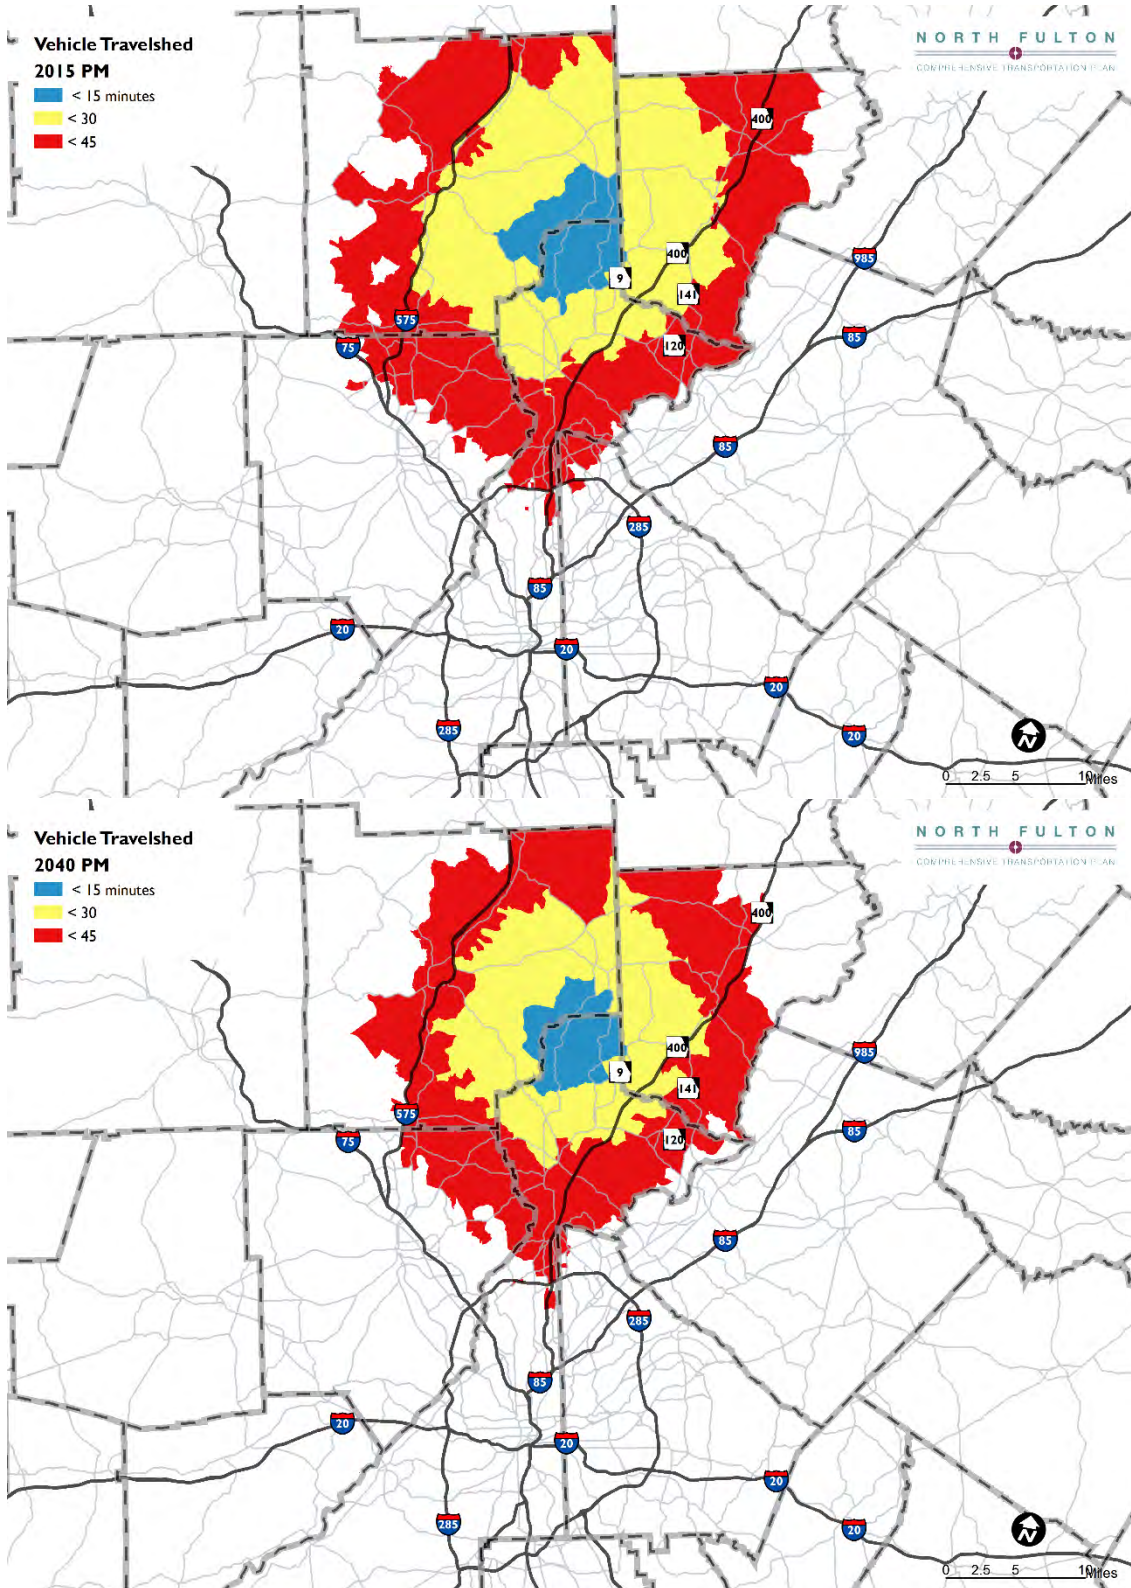 Vehicle Travelshed
2015 PM
< 15 minutes
< 30
< 45
NORTH FULTON
COMPREHENSIVE TRANSPORTATION PLAN
400
985
400
9
141
575
85
75
120
85
285
85
20
20
20
285
20
N
0 2.5 5 10 Miles
Vehicle Travelshed
2040 PM
< 15 minutes
< 30
< 45
NORTH FULTON
COMPREHENSIVE TRANSPORTATION PLAN
400
400
985
9
141
575
85
75
120
85
285
85
20
20
20
285
20
N
0 2.5 5 10 Miles